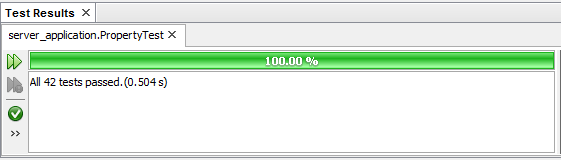 Test Results
server_application.PropertyTest
100.00 %
All 42 tests passed.(0.504 s)
>>